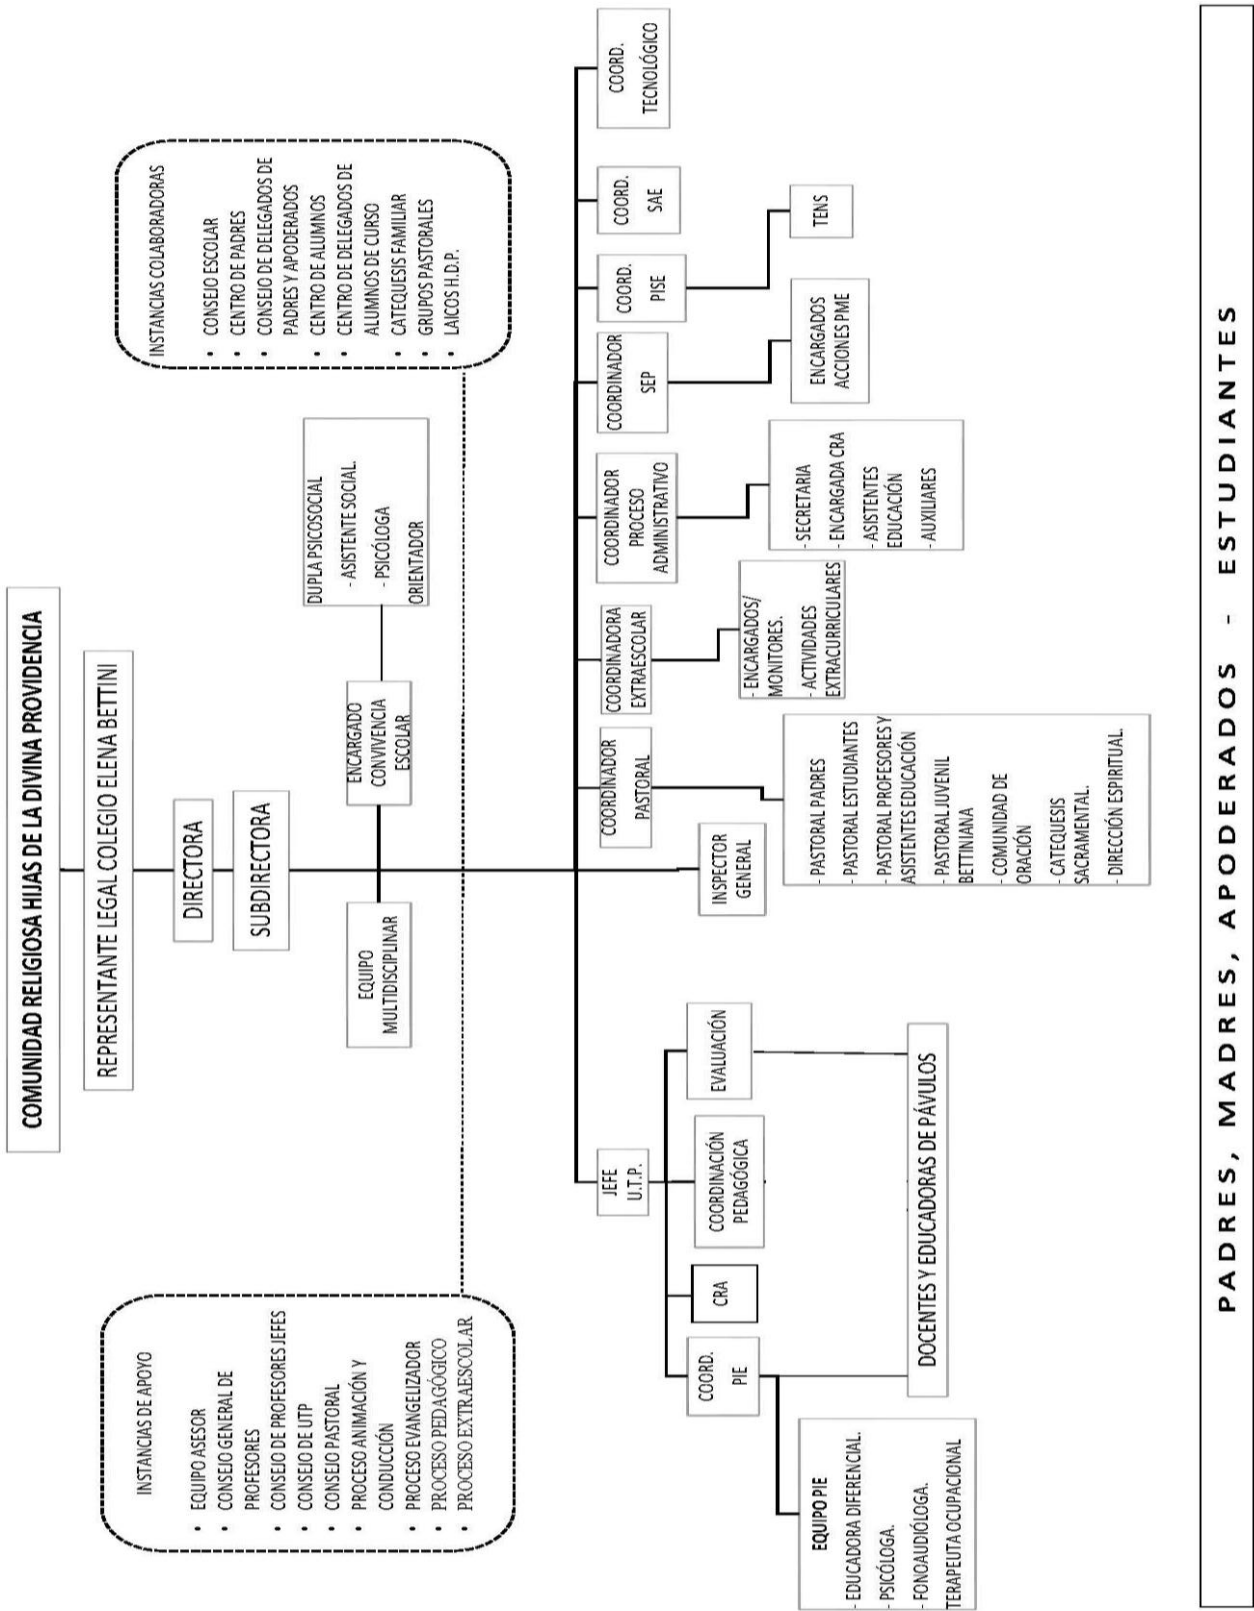 COMUNIDAD RELIGIOSA HIJAS DE LA DIVINA PROVIDENCIA
REPRESENTANTE LEGAL COLEGIO ELENA BETTINI
DIRECTORA
SUBDIRECTORA
INSTANCIAS DE APOYO
• EQUIPO ASESOR
• CONSEJO GENERAL DE
PROFESORES
• CONSEJO DE PROFESORES JEFES
• CONSEJO DE UTP
• CONSEJO PASTORAL
• PROCESO ANIMACIÓN Y
CONDUCCIÓN
• PROCESO EVANGELIZADOR
• PROCESO PEDAGÓGICO
• PROCESO EXTRAESCOLAR
INSTANCIAS COLABORADORAS
• CONSEJO ESCOLAR
• CENTRO DE PADRES
• CONSEJO DE DELEGADOS DE
PADRES Y APODERADOS
• CENTRO DE ALUMNOS
• CENTRO DE DELEGADOS DE
ALUMNOS DE CURSO
• CATEQUESIS FAMILIAR
• GRUPOS PASTORALES
• LAICOS H.D.P.
EQUIPO
MULTIDISCIPLINAR
ENCARGADO
CONVIVENCIA
ESCOLAR
DUPLA PSICOSOCIAL
- ASISTENTE SOCIAL.
- PSICÓLOGA
ORIENTADOR
JEFE
U.T.P.
INSPECTOR
GENERAL
COORDINADOR
PASTORAL
COORDINADORA
EXTRAESCOLAR
COORDINADOR
PROCESO
ADMINISTRATIVO
COORDINADOR
SEP
COORD.
PISE
COORD.
SAE
COORD.
TECNOLÓGICO
COORD.
PIE
CRA
COORDINACIÓN
PEDAGÓGICA
EVALUACIÓN
EQUIPO PIE
- EDUCADORA DIFERENCIAL.
- PSICÓLOGA.
- FONOAUDIÓLOGA.
TERAPEUTA OCUPACIONAL
DOCENTES Y EDUCADORAS DE PÁVULOS
- PASTORAL PADRES
- PASTORAL ESTUDIANTES
- PASTORAL PROFESORES Y
ASISTENTES EDUCACIÓN
- PASTORAL JUVENIL
BETTINIANA
- COMUNIDAD DE
ORACIÓN
- CATEQUESIS
SACRAMENTAL.
- DIRECCIÓN ESPIRITUAL.
- ENCARGADOS/
MONITORES.
- ACTIVIDADES
EXTRACURRICULARES
- SECRETARIA
- ENCARGADA CRA
- ASISTENTES
EDUCACIÓN
- AUXILIARES
ENCARGADOS
ACCIONES PME
TENS
PADRES, MADRES, APODERADOS - ESTUDIANTES